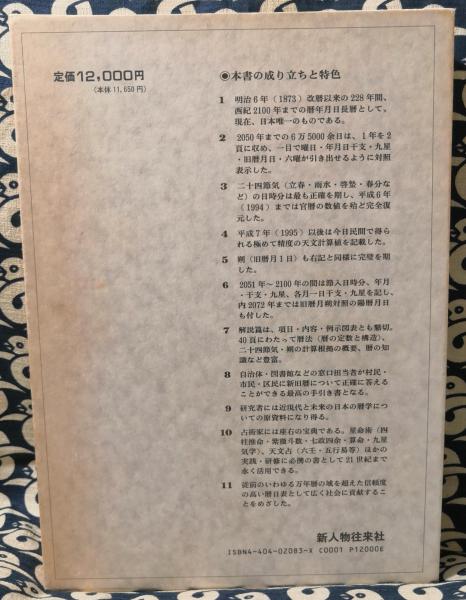 定価12,000円
(本体11,650円)
◉本書の成り立ちと特色
1 明治6年(1873)改暦以来の228年間、
西紀2100年までの暦年月日長暦として、
現在、日本唯一のものである。
2 2050年までの6万5000余日は、1年を2
頁に収め、一日で曜日・年月日干支・九星
・旧暦月日・六曜が引き出せるように対照
表示した。
3 二十四節気(立春・雨水・啓蟄・春分な
ど)の日時分は最も正確を期し、平成6年
(1994)までは官暦の数値を殆ど完全復
元した。
4 平成7年(1995)以後は今日民間で得ら
れる極めて精度の天文計算値を記載した。
5 朔(旧暦月1日)も右記と同様に完璧を期
した。
6 2051年～2100年の間は節入日時分、年月
・干支・九星、各月一日干支・九星を記し、
内2072年までは旧暦月朔対照の陽暦月日
も付した。
7 解説篇は、項目・内容・例示図表とも懇切。
40頁にわたって暦法(暦の定数と構造)、
二十四節気・朔の計算根拠の概要、暦の知
識など豊富。
8 自治体・図書館などの窓口担当者が村民・
市民・区民に新旧暦について正確に答える
ことができる最高の手引き書となる。
9 研究者には近現代と未来の日本の暦学につ
いての原資料になり得る。
10 占術家には座右の宝典である。星命術(四
柱推命・紫微斗数・七政四余・算命・九星
気学)、天文占(六壬・五行易等)ほかの
実践・研修に必携の書として21世紀まで
永く活用できる。
11 従前のいわゆる万年暦の域を超えた信頼度
の高い暦日表として広く社会に貢献するこ
とをめざした。
新人物往来社
ISBN4-404-02083-X C0001 P12000E